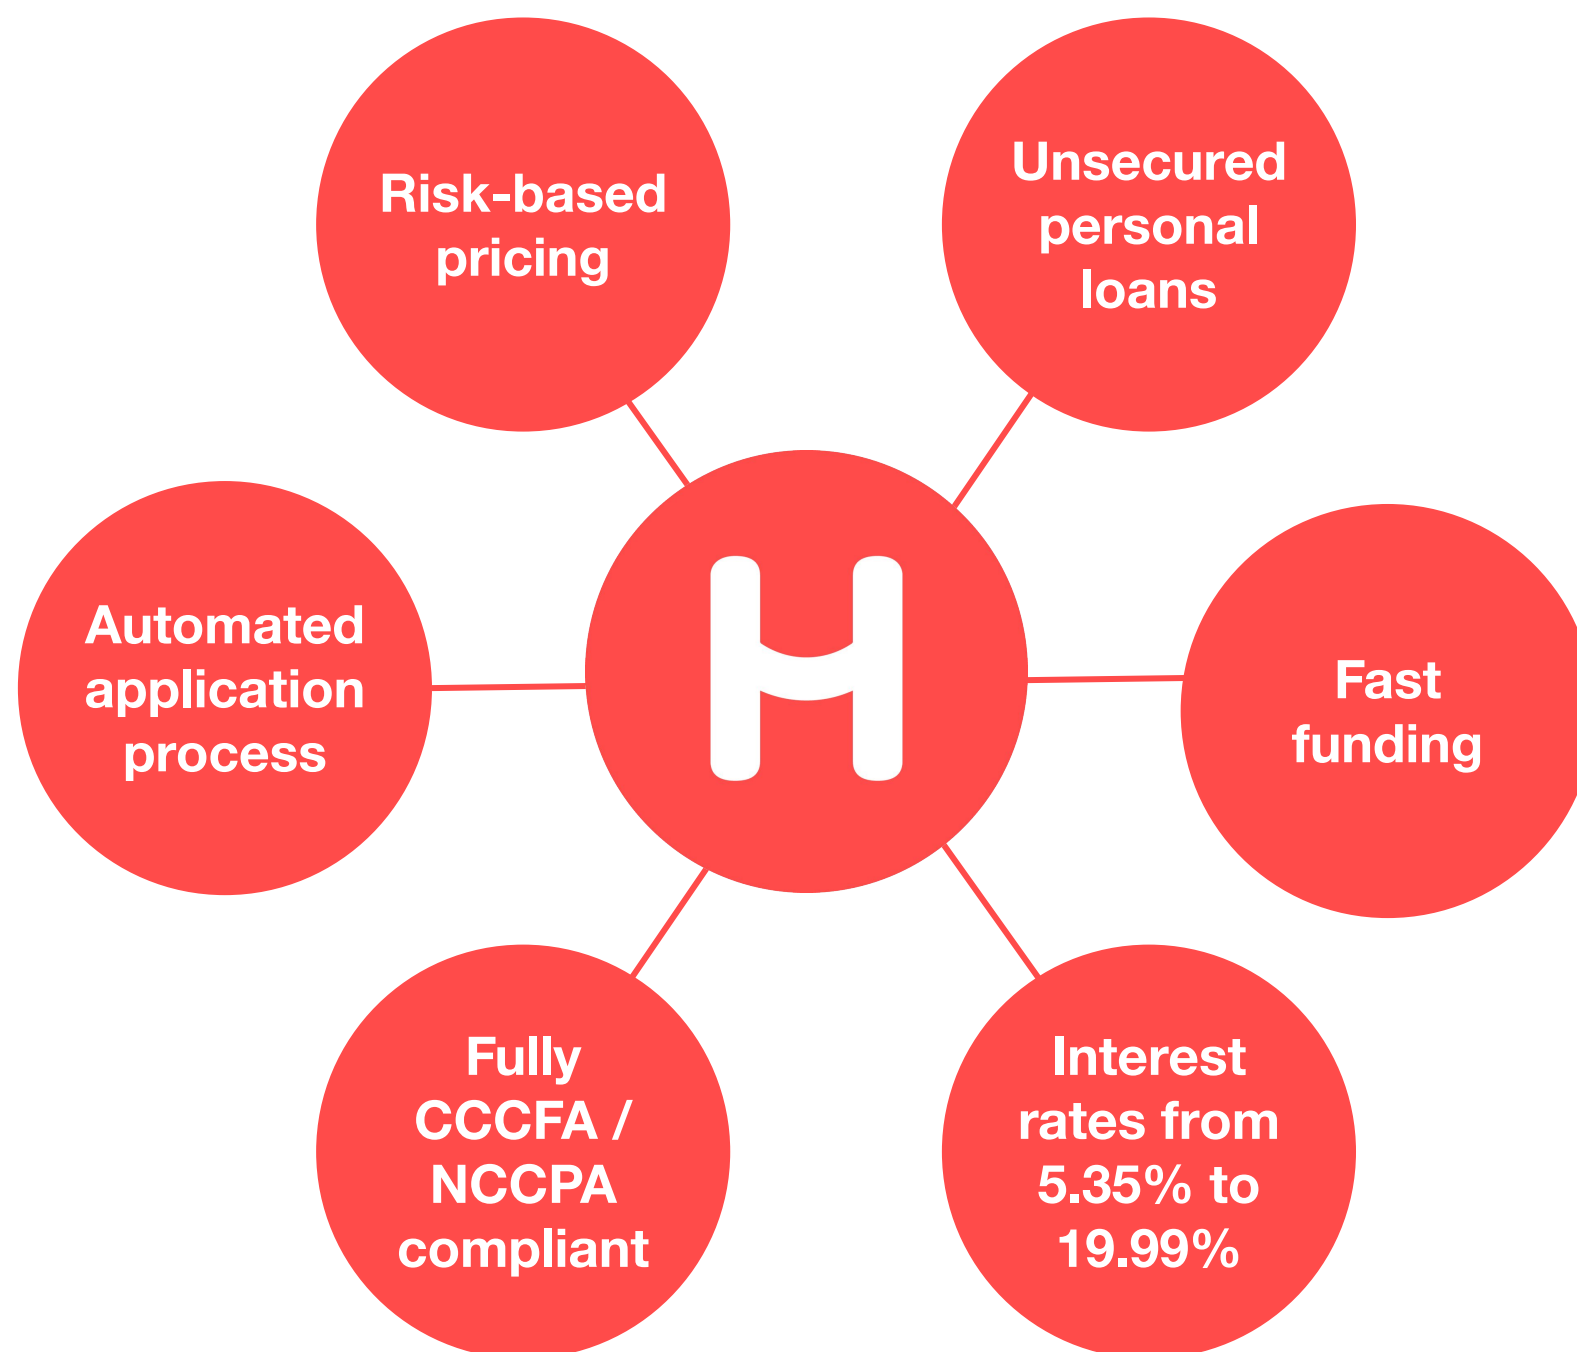 Risk-based
pricing
Unsecured
personal
loans
Automated
application
process
H
Fast
funding
Fully
CCCFA /
NCCPA
compliant
Interest
rates from
5.35% to
19.99%